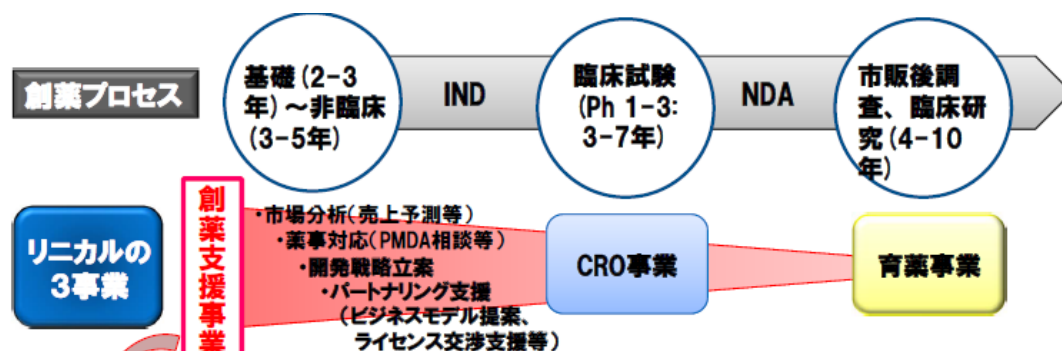 創薬プロセス
基礎(2-3
年)~非臨床
(3-5年)
IND
臨床試験
(Ph 1-3:
3-7年)
NDA
市販後調
査、臨床研
究(4-10
年)
リニカルの
3事業
創薬支援事業
・市場分析(売上予測等)
・薬事対応(PMDA相談等)
・開発戦略立案
・パートナリング支援
(ビジネスモデル提案、
ライセンス交渉支援等)
CRO事業
育薬事業